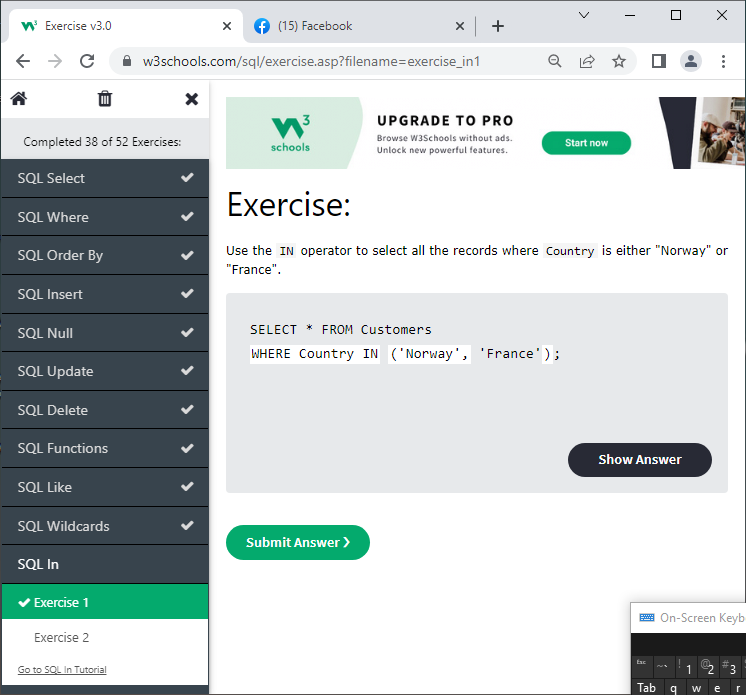 Exercise v3.0
(15) Facebook
w3schools.com/sql/exercise.asp?filename=exercise_in1
Completed 38 of 52 Exercises:
SQL Select
SQL Where
SQL Order By
SQL Insert
SQL Null
SQL Update
SQL Delete
SQL Functions
SQL Like
SQL Wildcards
SQL In
Exercise 1
Exercise 2
Go to SQL In Tutorial
W3
schools
UPGRADE TO PRO
Browse W3Schools without ads.
Unlock new powerful features.
Start now
Exercise:
Use the IN operator to select all the records where Country is either "Norway" or
"France".
SELECT * FROM Customers
WHERE Country IN ('Norway', 'France');
Show Answer
Submit Answer ❯
On-Screen Keyb
Esc ~ ` ! 1 @ 2 # 3
Tab q w e r